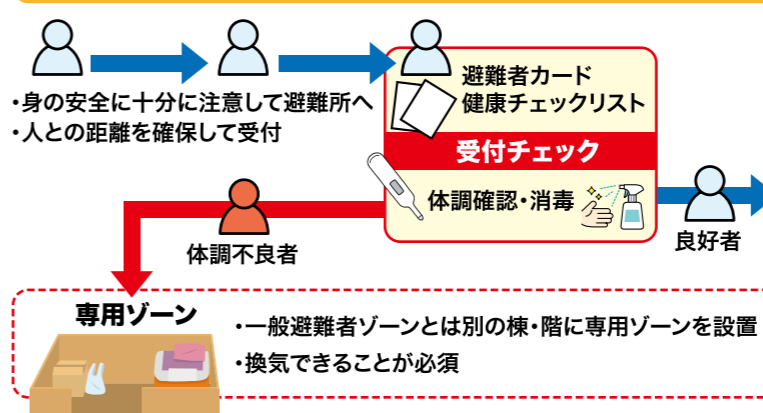 ・身の安全に十分に注意して避難所へ
・人との距離を確保して受付
避難者カード
健康チェックリスト
受付チェック
体調確認・消毒
体調不良者
良好者
専用ゾーン
・一般避難者ゾーンとは別の棟・階に専用ゾーンを設置
・換気できることが必須